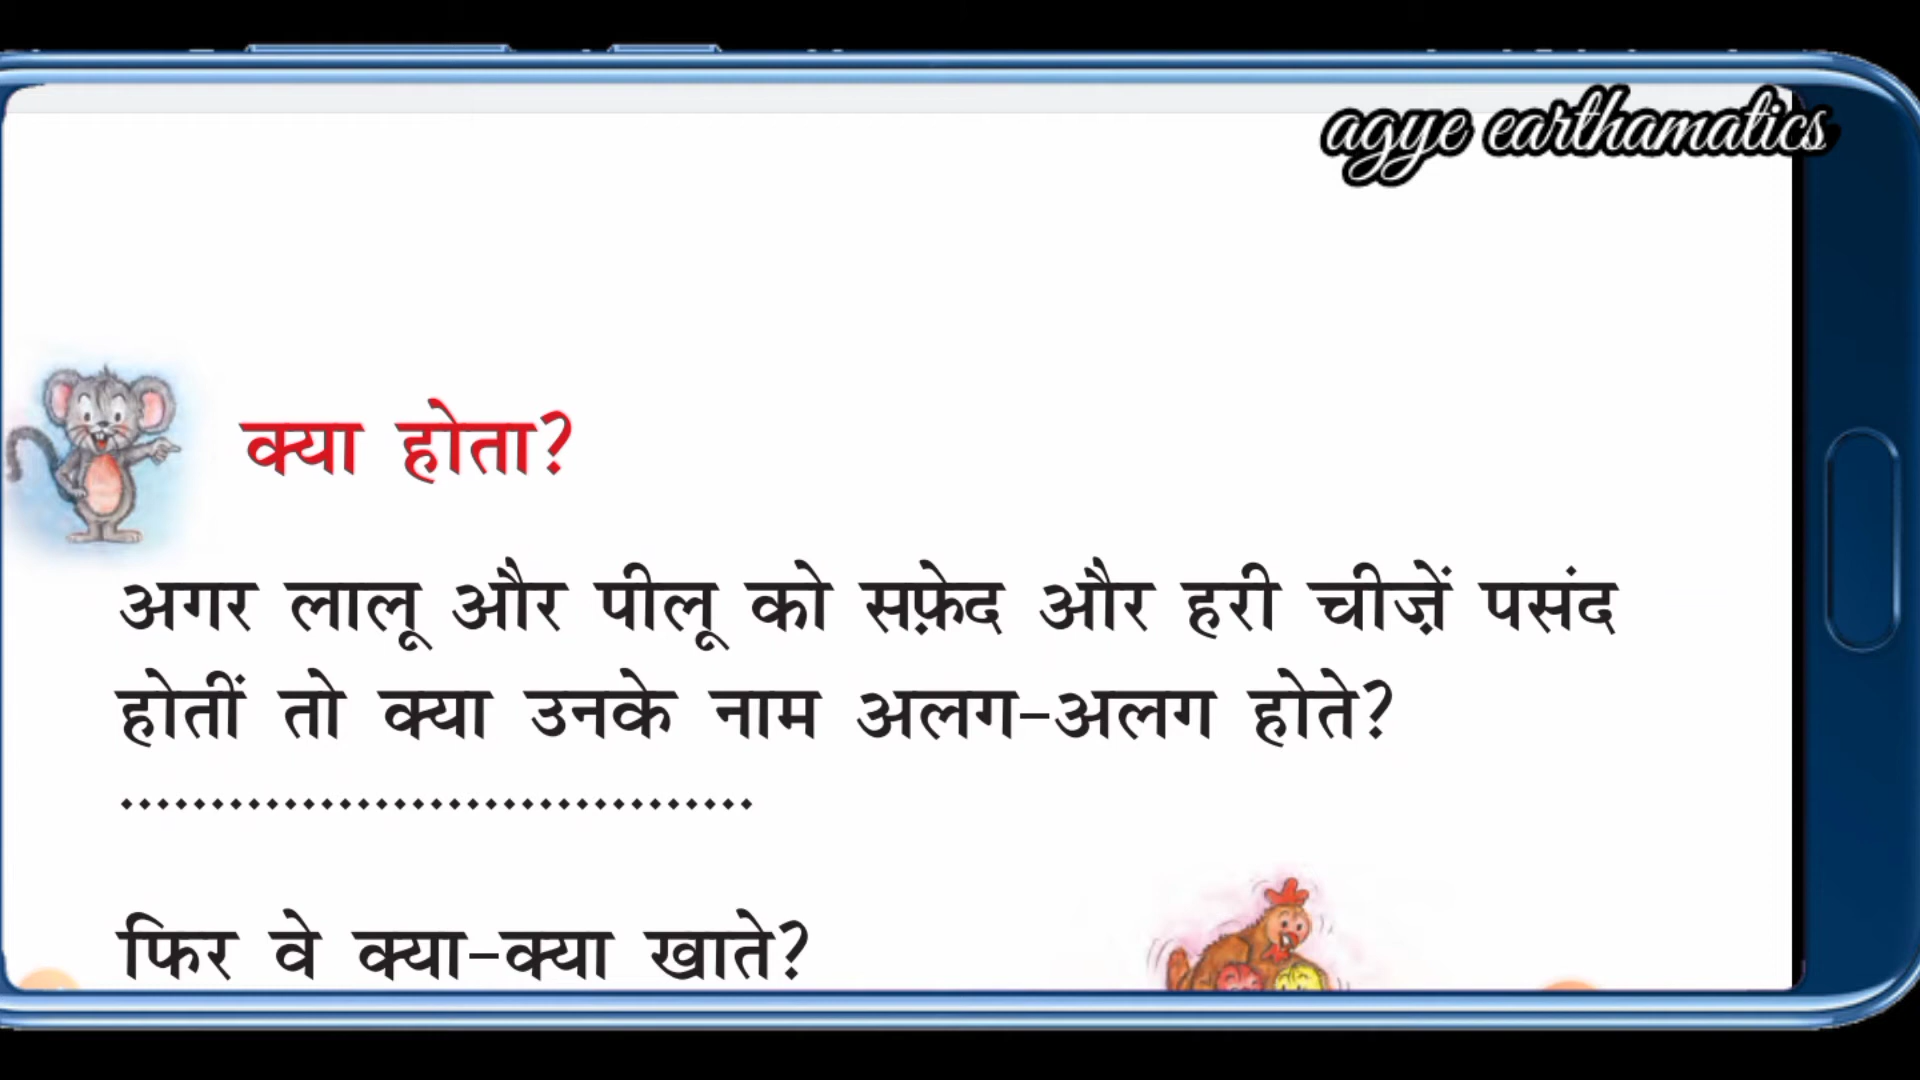 agye earthamatics
क्या होता?
अगर लालू और पीलू को सफ़ेद और हरी चीज़ें पसंद
होतीं तो क्या उनके नाम अलग-अलग होते?
...................................
फिर वे क्या-क्या खाते?